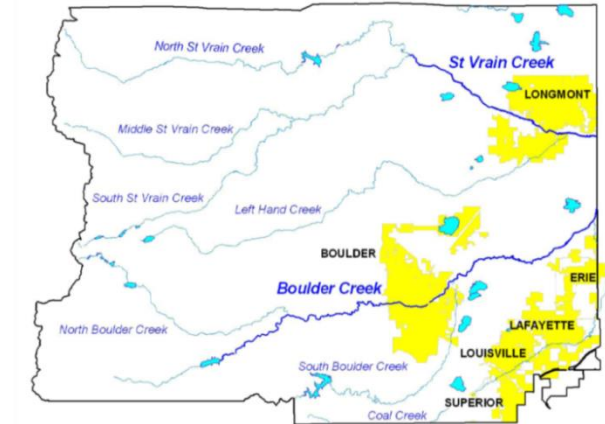 North St Vrain Creek
St Vrain Creek
LONGMONT
Middle St Vrain Creek
South St Vrain Creek
Left Hand Creek
BOULDER
Boulder Creek
ERIE
North Boulder Creek
LAFAYETTE
LOUISVILLE
South Boulder Creek
SUPERIOR
Coal Creek